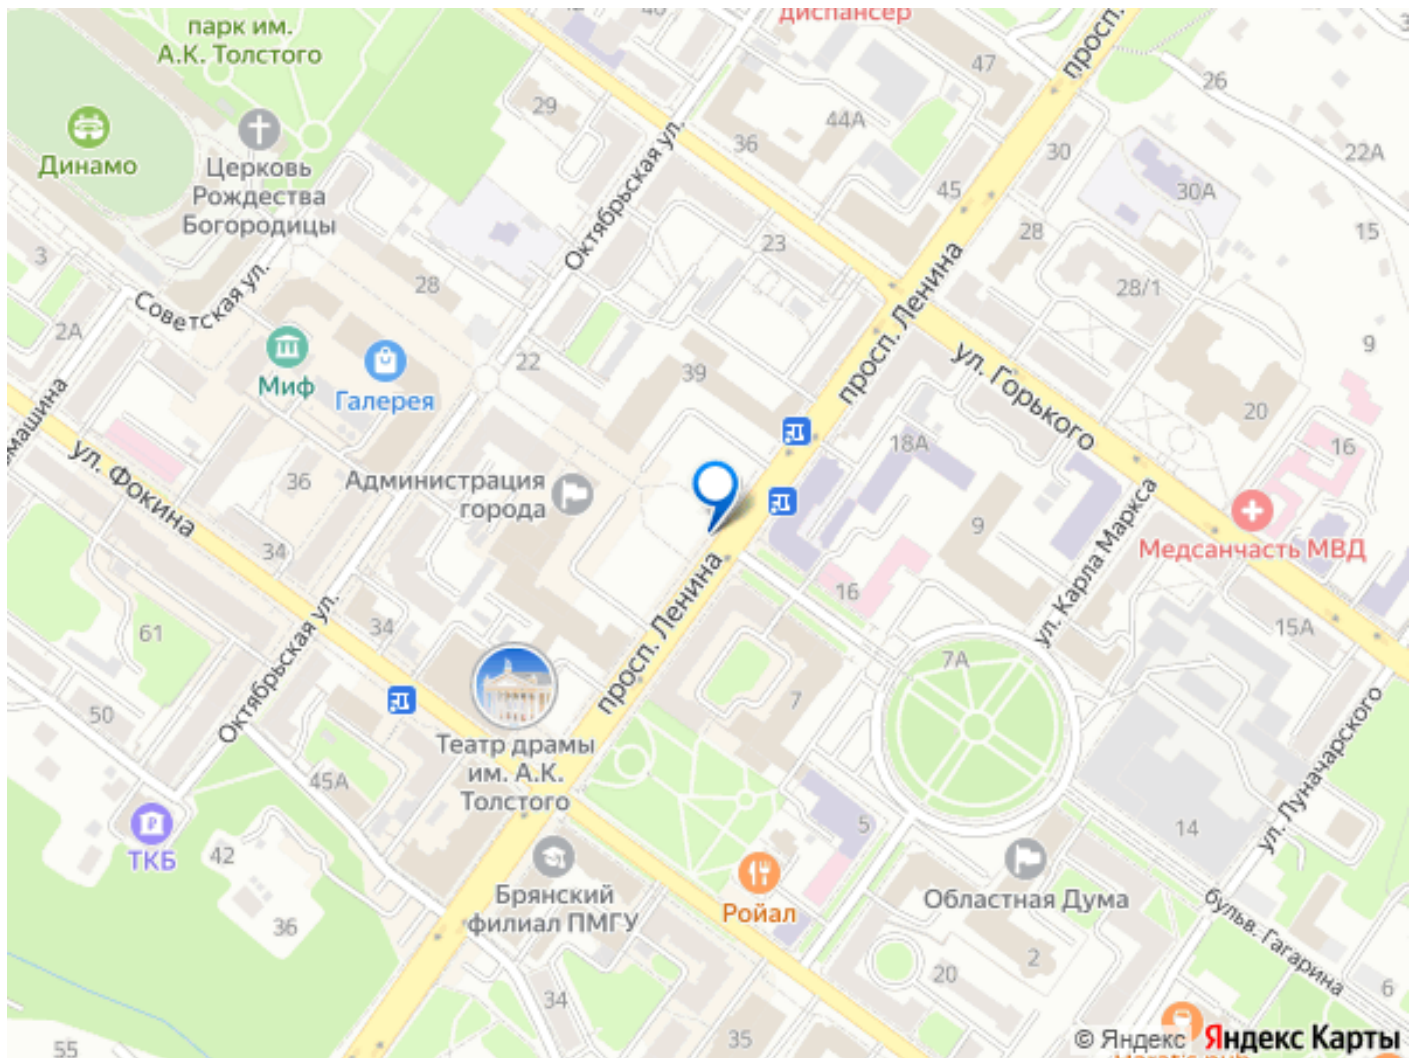 диспансер
просп.
парк им.
А.К. Толстого
Динамо
Церковь
Рождества
Богородицы
29
36
44А
47
45
30
28
26
22А
30А
15
28/1
9
20
16
3
2А
Советская ул.
Октябрьская ул.
28
23
22
39
просп. Ленина
ул. Горького
Миф
Галерея
ул. Фокина
36
34
Администрация
города
18А
9
16
ул. Карла Маркса
Медсанчасть МВД
15А
просп. Ленина
61
34
Октябрьская ул.
50
45А
Театр драмы
им. А.К.
Толстого
7А
7
5
14
ул. Луначарского
ТКБ
42
36
Брянский
филиал ПМГУ
Ройал
Областная Дума
бульв. Гагарина
20
2
6
34
35
55
© Яндекс Яндекс Карты